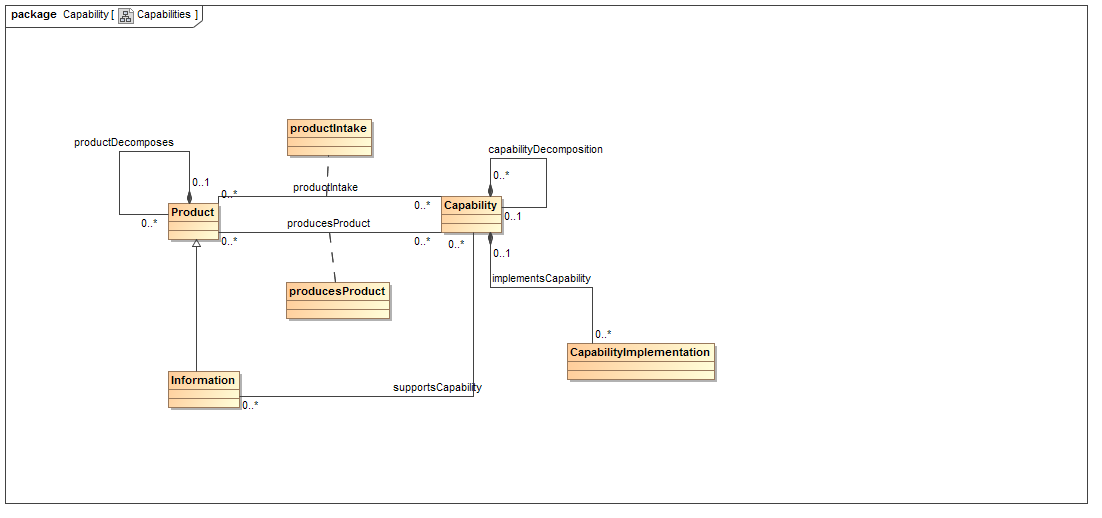 package Capability [ Capabilities ]
productIntake
productDecomposes
capabilityDecomposition
0..1
0..*
productIntake
0..*
0..*
Product
Capability
0..1
0..*
producesProduct
0..*
0..*
0..*
0..1
implementsCapability
producesProduct
0..*
CapabilityImplementation
Information
supportsCapability
0..*